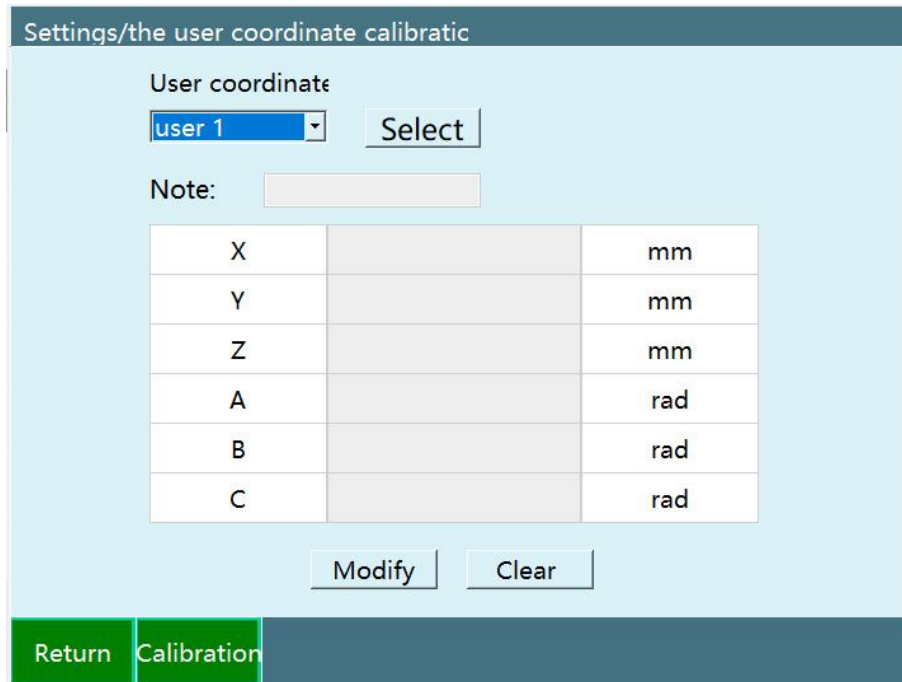 Settings/the user coordinate calibratic
User coordinate
user 1
Select
Note:
X mm
Y mm
Z mm
A rad
B rad
C rad
Modify Clear
Return Calibration